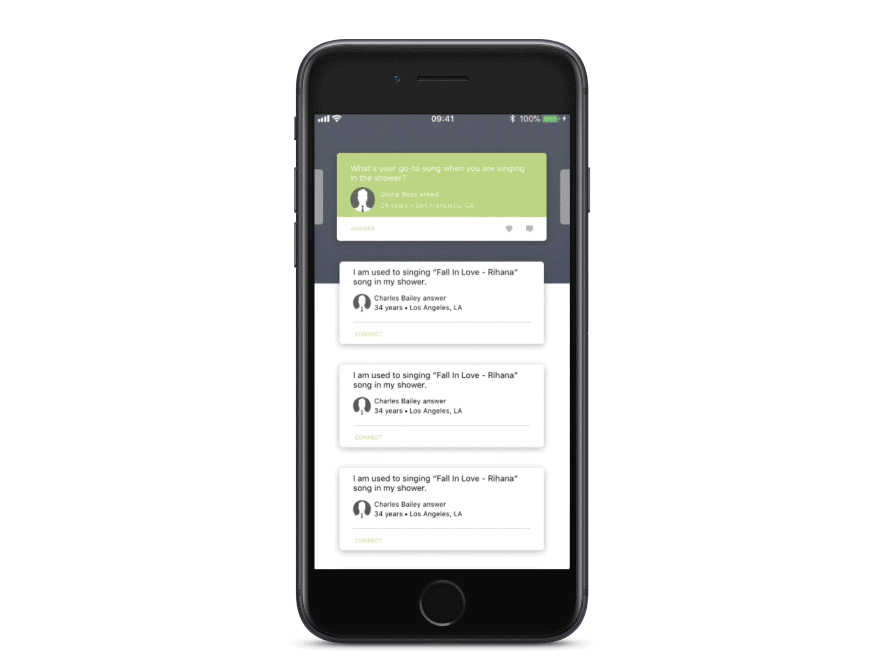 09:41
100%
What's your go-to song when you are singing
in the shower?
asked
24 years • San Francisco, CA
ANSWER
I am used to singing “Fall In Love - Rihana”
song in my shower.
Charles Bailey answer
34 years • Los Angeles, LA
CONNECT
I am used to singing “Fall In Love - Rihana”
song in my shower.
Charles Bailey answer
34 years • Los Angeles, LA
CONNECT
I am used to singing “Fall In Love - Rihana”
song in my shower.
Charles Bailey answer
34 years • Los Angeles, LA
CONNECT